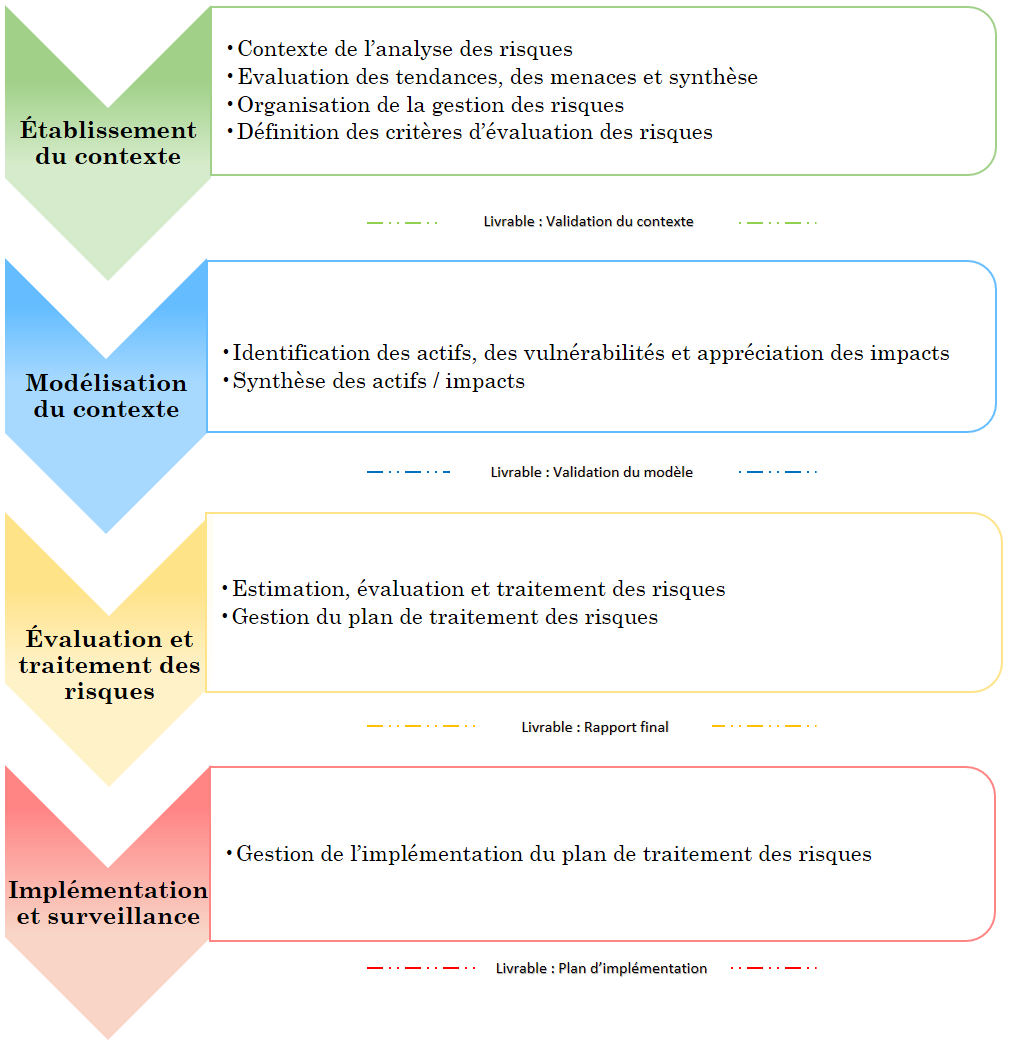 Établissement
du contexte
•Contexte de l’analyse des risques
•Evaluation des tendances, des menaces et synthèse
•Organisation de la gestion des risques
•Définition des critères d’évaluation des risques
Livrable : Validation du contexte
Modélisation
du contexte
•Identification des actifs, des vulnérabilités et appréciation des impacts
•Synthèse des actifs / impacts
Livrable : Validation du modèle
Évaluation et
traitement des
risques
•Estimation, évaluation et traitement des risques
•Gestion du plan de traitement des risques
Livrable : Rapport final
Implémentation
et surveillance
•Gestion de l’implémentation du plan de traitement des risques
Livrable : Plan d’implémentation